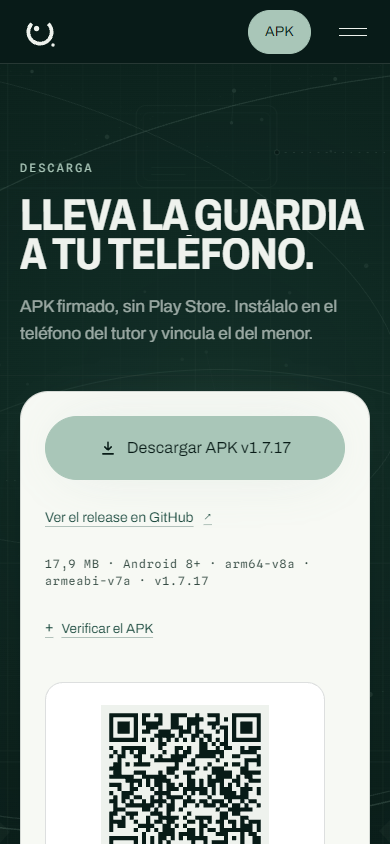 APK
DESCARGA
LLEVA LA GUARDIA
A TU TELÉFONO.
APK firmado, sin Play Store. Instálalo en el
teléfono del tutor y vincula el del menor.
Descargar APK v1.7.17
Ver el release en GitHub ↗
17,9 MB · Android 8+ · arm64-v8a ·
armeabi-v7a · v1.7.17
+ Verificar el APK